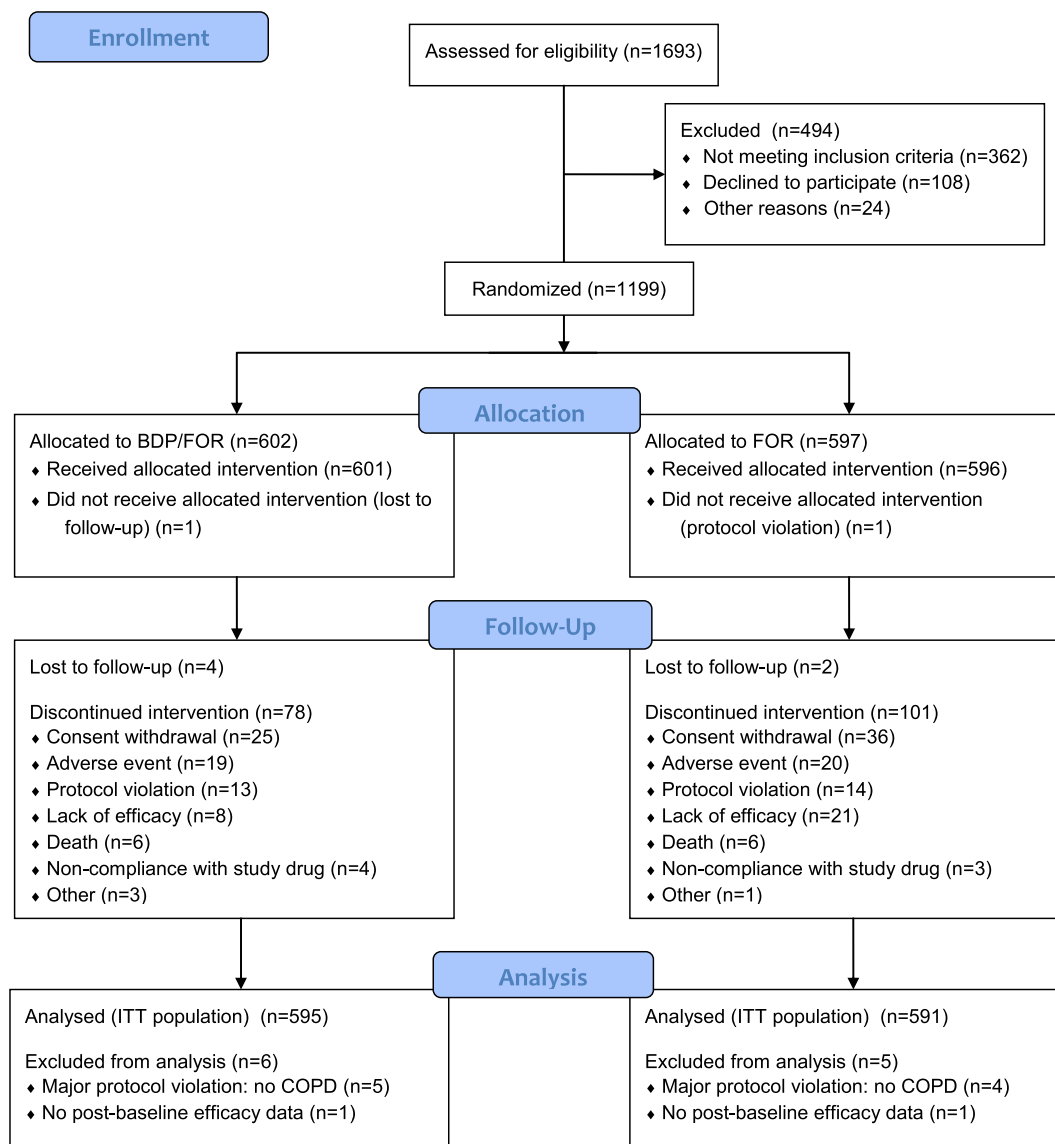 Enrollment
Assessed for eligibility (n=1693)
Excluded (n=494)
♦ Not meeting inclusion criteria (n=362)
♦ Declined to participate (n=108)
♦ Other reasons (n=24)
Randomized (n=1199)
Allocation
Allocated to BDP/FOR (n=602)
♦ Received allocated intervention (n=601)
♦ Did not receive allocated intervention (lost to
follow-up) (n=1)
Allocated to FOR (n=597)
♦ Received allocated intervention (n=596)
♦ Did not receive allocated intervention
(protocol violation) (n=1)
Follow-Up
Lost to follow-up (n=4)
Discontinued intervention (n=78)
♦ Consent withdrawal (n=25)
♦ Adverse event (n=19)
♦ Protocol violation (n=13)
♦ Lack of efficacy (n=8)
♦ Death (n=6)
♦ Non-compliance with study drug (n=4)
♦ Other (n=3)
Lost to follow-up (n=2)
Discontinued intervention (n=101)
♦ Consent withdrawal (n=36)
♦ Adverse event (n=20)
♦ Protocol violation (n=14)
♦ Lack of efficacy (n=21)
♦ Death (n=6)
♦ Non-compliance with study drug (n=3)
♦ Other (n=1)
Analysis
Analysed (ITT population) (n=595)
Excluded from analysis (n=6)
♦ Major protocol violation: no COPD (n=5)
♦ No post-baseline efficacy data (n=1)
Analysed (ITT population) (n=591)
Excluded from analysis (n=5)
♦ Major protocol violation: no COPD (n=4)
♦ No post-baseline efficacy data (n=1)